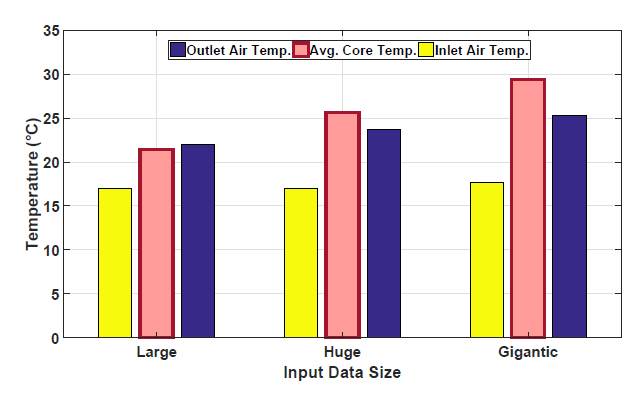 35
30
25
20
15
10
5
0
Temperature (°C)
Outlet Air Temp. Avg. Core Temp. Inlet Air Temp.
Large Huge Gigantic
Input Data Size